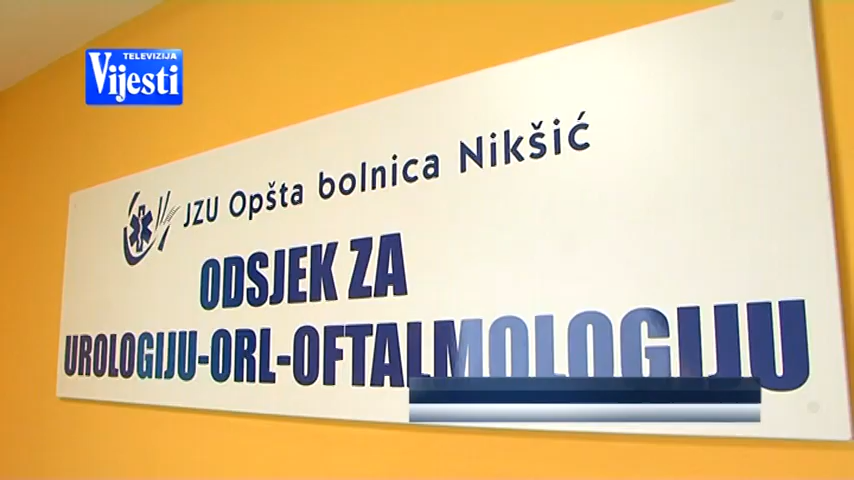 TELEVIZIJA
Vijesti
JZU Opšta bolnica Nikšić
ODSJEK ZA
UROLOGIJU-ORL-OFTALMOLOGIJU